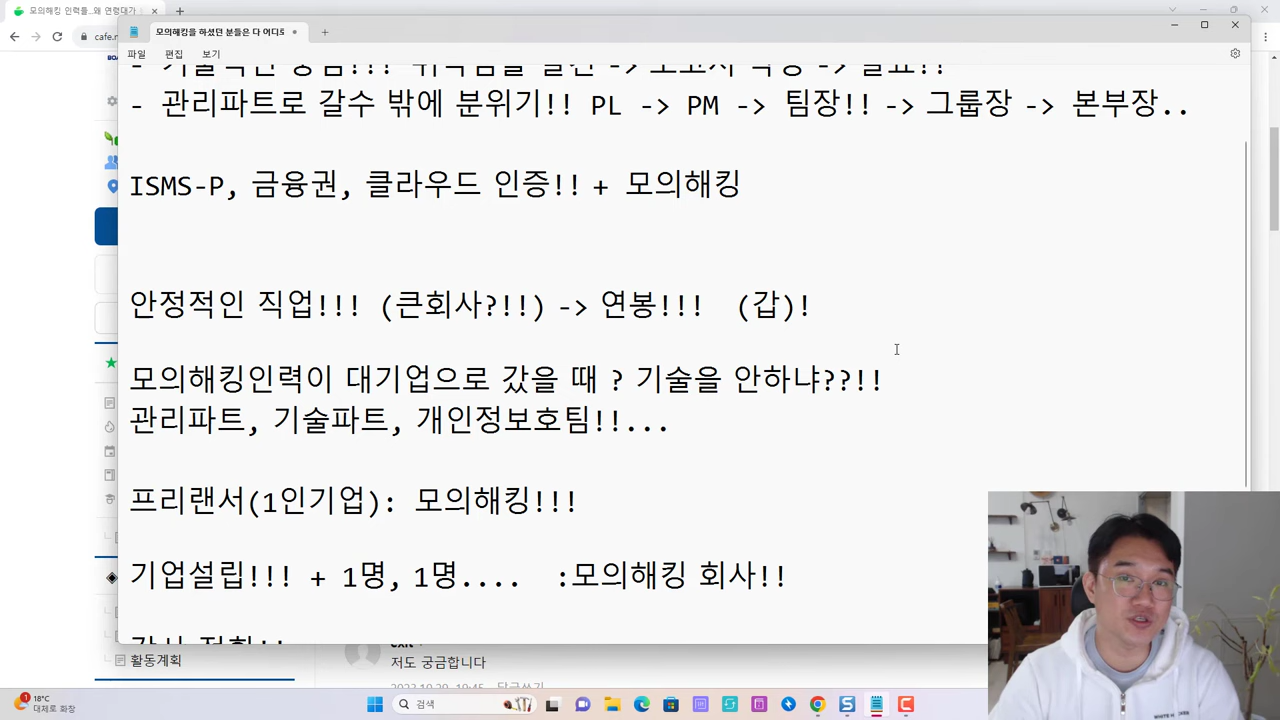 모의해킹 인력들...왜 연령대가
cafe.n
모의해킹을 하셨던 분들은 다 어디로
파일 편집 보기
- 관리파트로 갈수 밖에 분위기!! PL -> PM -> 팀장!! -> 그룹장 -> 본부장..
ISMS-P, 금융권, 클라우드 인증!! + 모의해킹
안정적인 직업!!! (큰회사?!!) -> 연봉!!! (갑)!
모의해킹인력이 대기업으로 갔을 때 ? 기술을 안하냐??!!
관리파트, 기술파트, 개인정보호팀!!...
프리랜서(1인기업): 모의해킹!!!
기업설립!!! + 1명, 1명.... :모의해킹 회사!!
활동계획
저도 궁금합니다
18°C
대체로 화창
검색